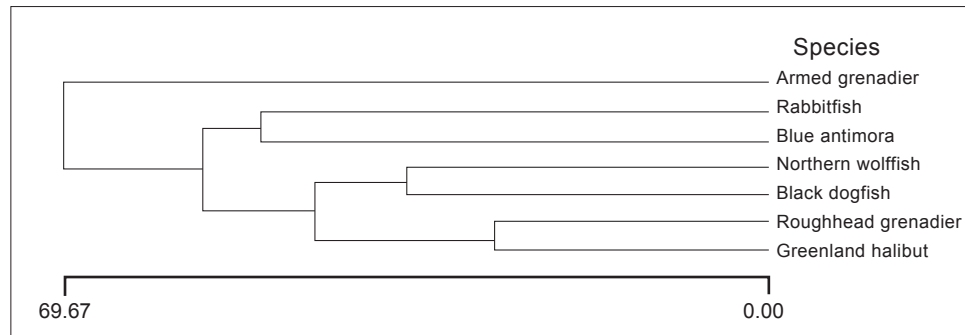 Species
Armed grenadier
Rabbitfish
Blue antimora
Northern wolffish
Black dogfish
Roughhead grenadier
Greenland halibut
69.67 0.00